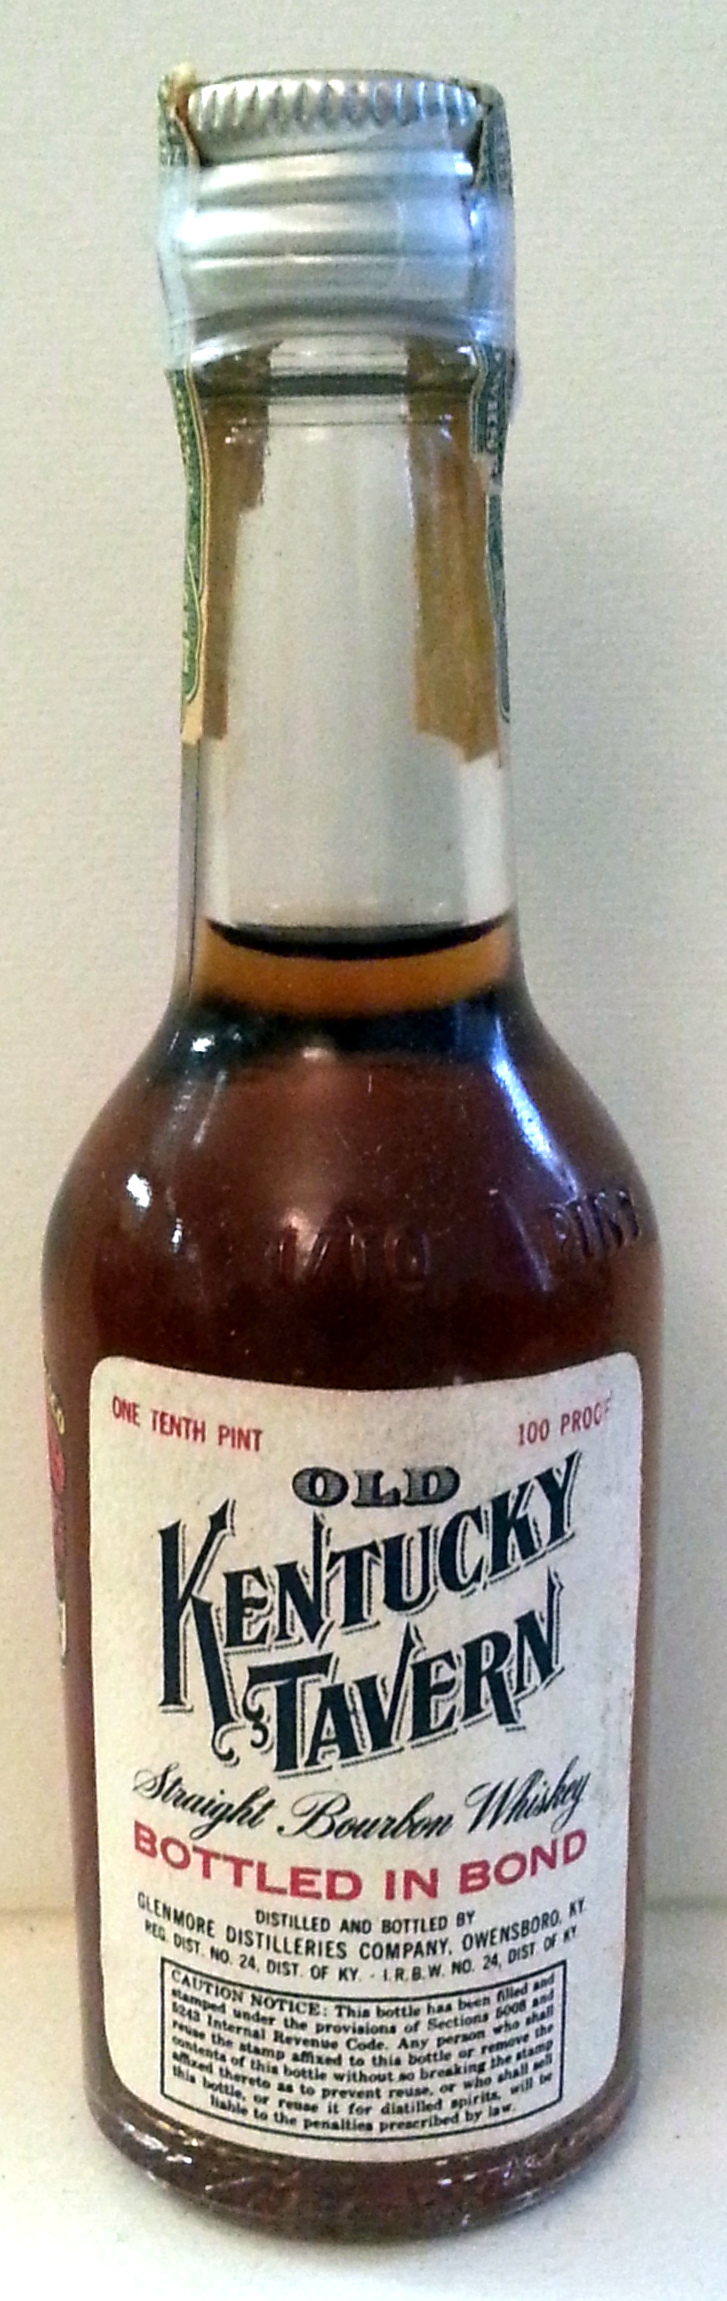 1/10 PINT
ONE TENTH PINT 100 PROOF
OLD
KENTUCKY
TAVERN
Straight Bourbon Whiskey
BOTTLED IN BOND
DISTILLED AND BOTTLED BY
GLENMORE DISTILLERIES COMPANY, OWENSBORO, KY.
REG. DIST. NO. 24, DIST. OF KY. - I.R.B.W. NO. 24, DIST. OF KY.
CAUTION NOTICE: This bottle has been filled and
stamped under the provisions of Sections 5008 and
5243 Internal Revenue Code. Any person who shall
reuse the stamp affixed to this bottle or remove the
contents of this bottle without so breaking the stamp
affixed thereto as to prevent reuse, or who shall sell
this bottle, or reuse it for distilled spirits, will be
liable to the penalties prescribed by law.